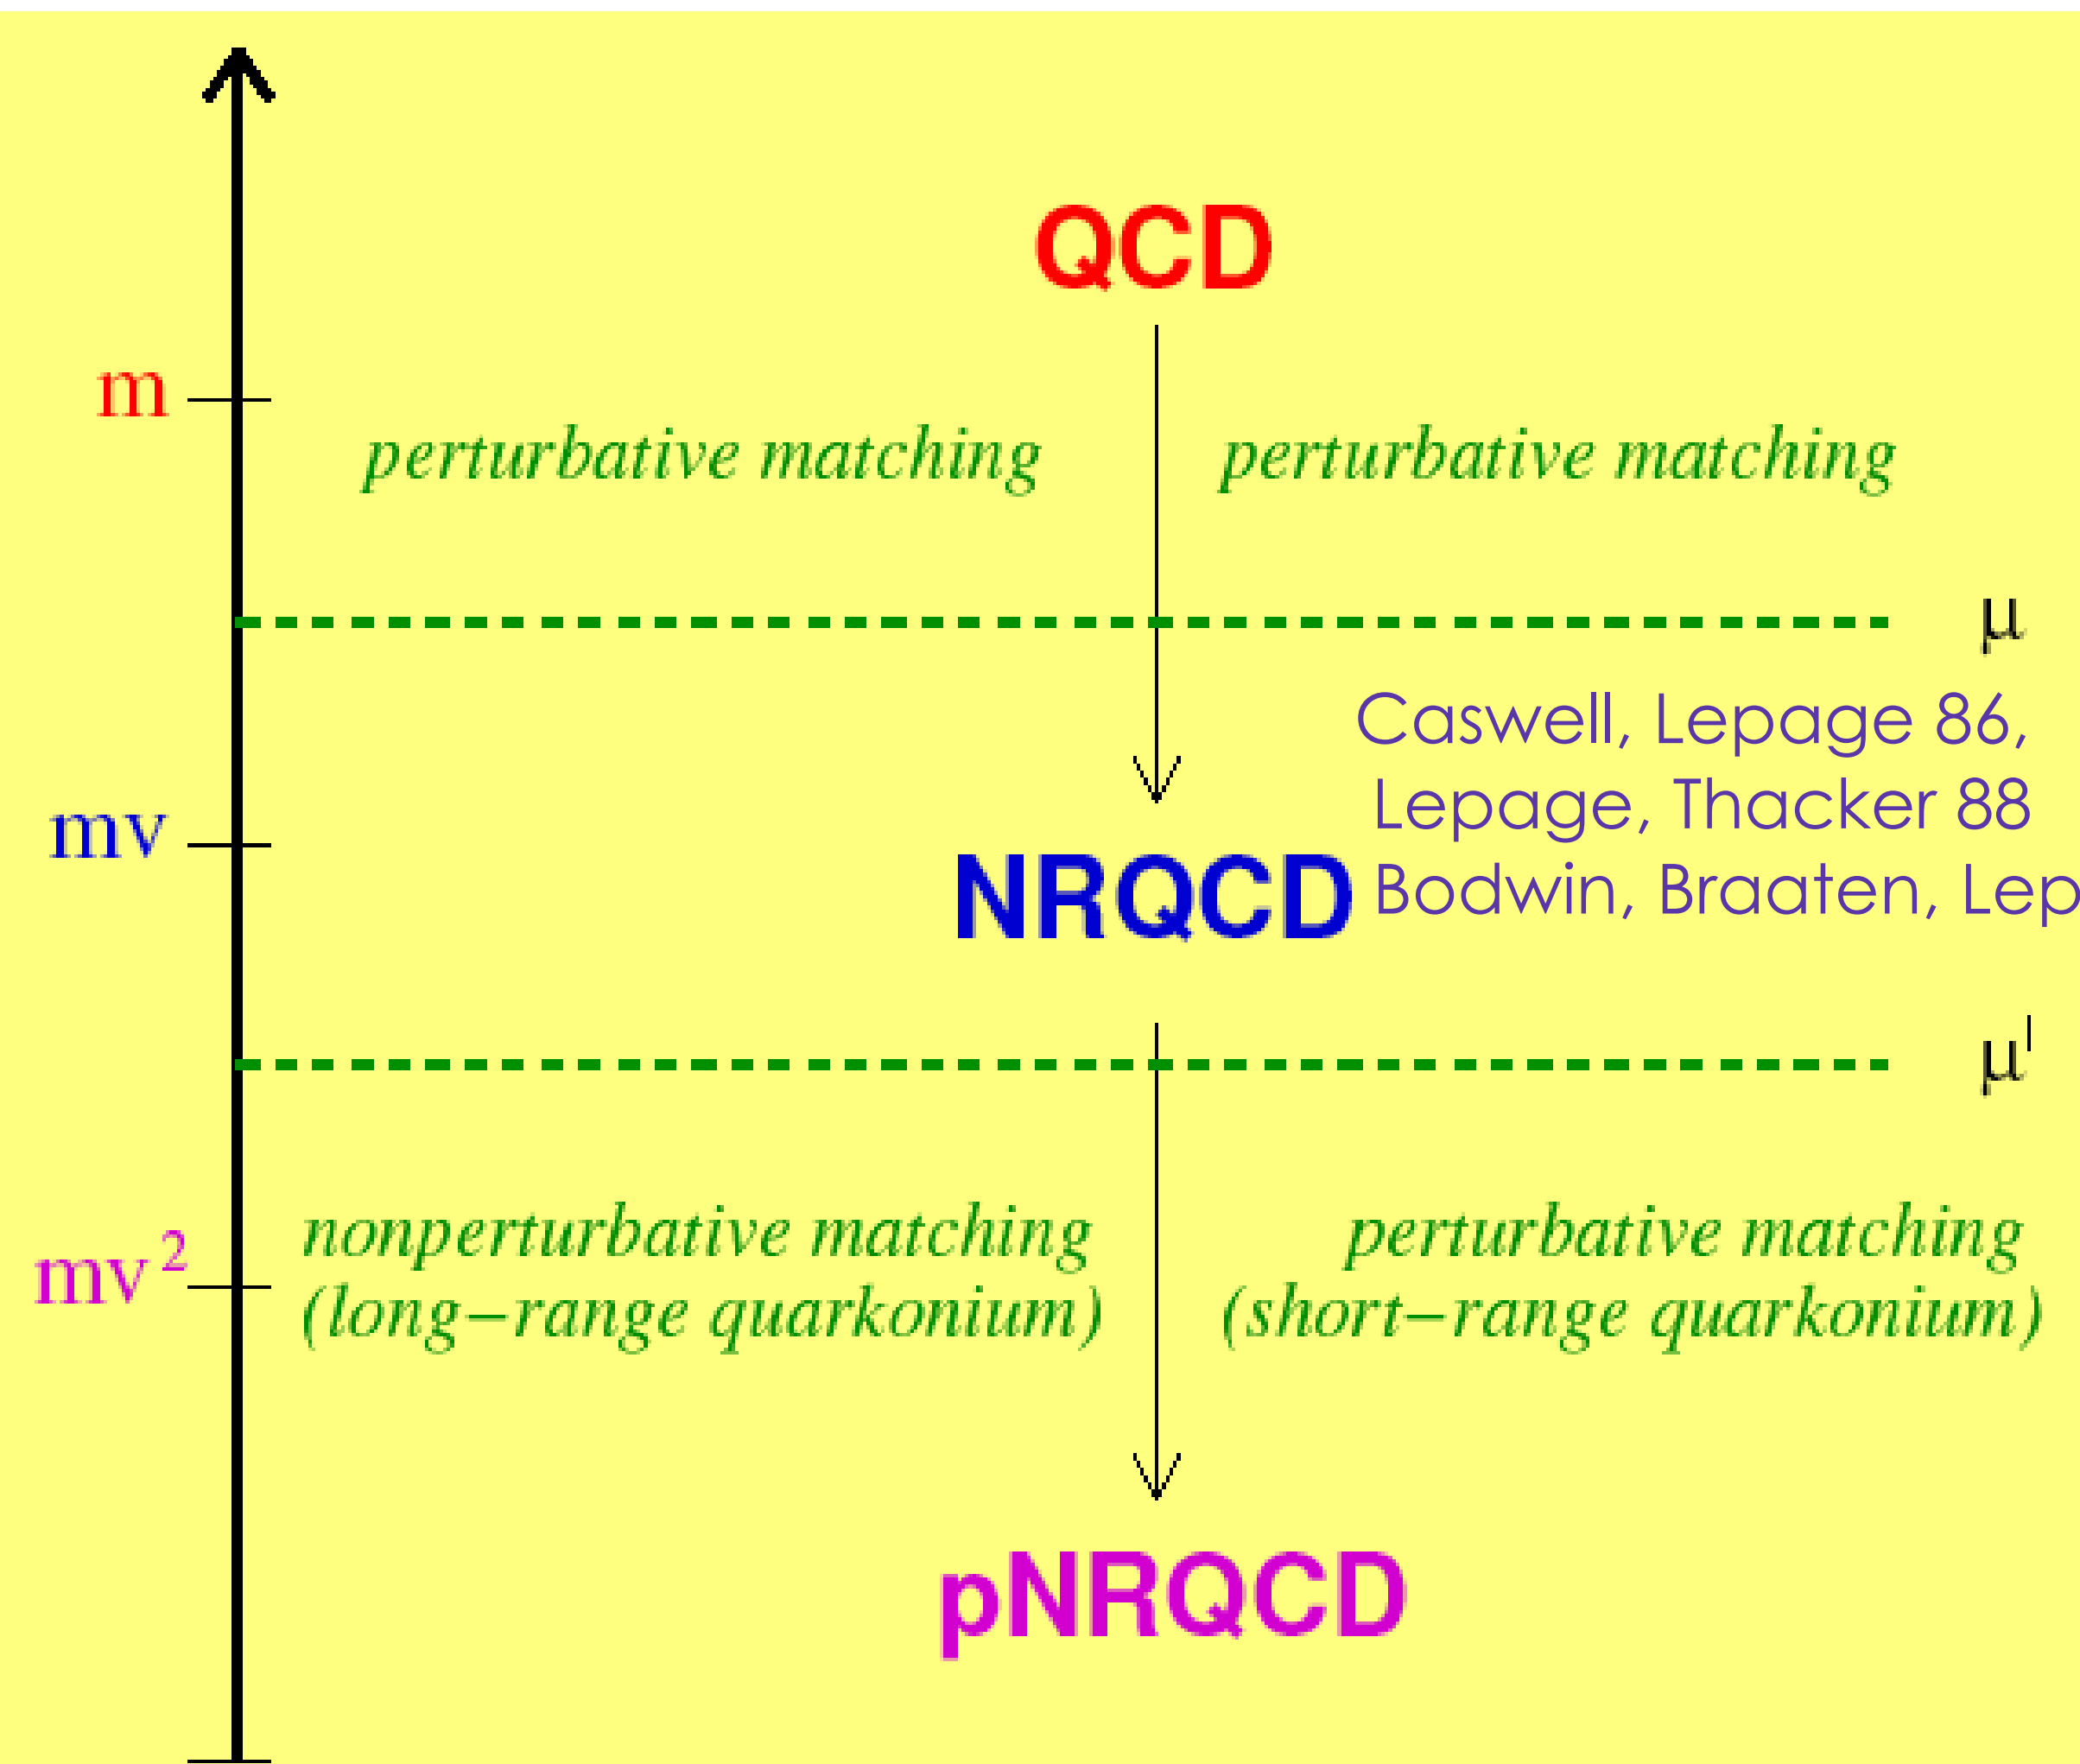 QCD
m
perturbative matching perturbative matching
μ
Caswell, Lepage 86,
Lepage, Thacker 88
mv
NRQCD Bodwin, Braaten,
μ'
nonperturbative matching perturbative matching
mv²
(long–range quarkonium) (short–range quarkonium)
pNRQCD